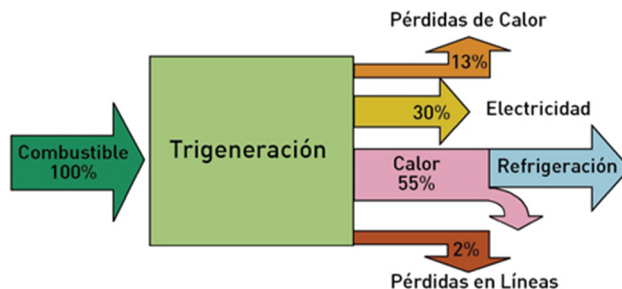 Pérdidas de Calor
13%
30%
Electricidad
Combustible
100%
Trigeneración
Calor
55%
Refrigeración
2%
Pérdidas en Líneas